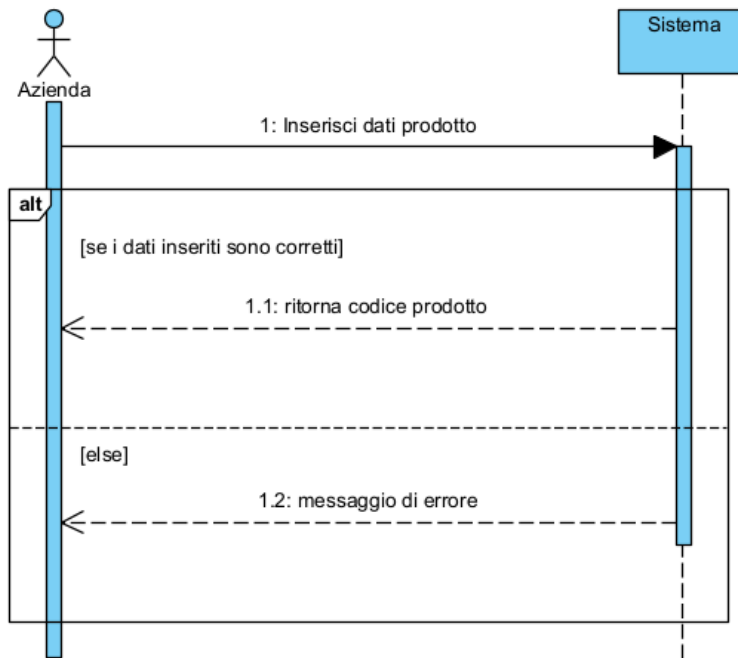 Azienda
Sistema
1: Inserisci dati prodotto
alt
[se i dati inseriti sono corretti]
1.1: ritorna codice prodotto
[else]
1.2: messaggio di errore